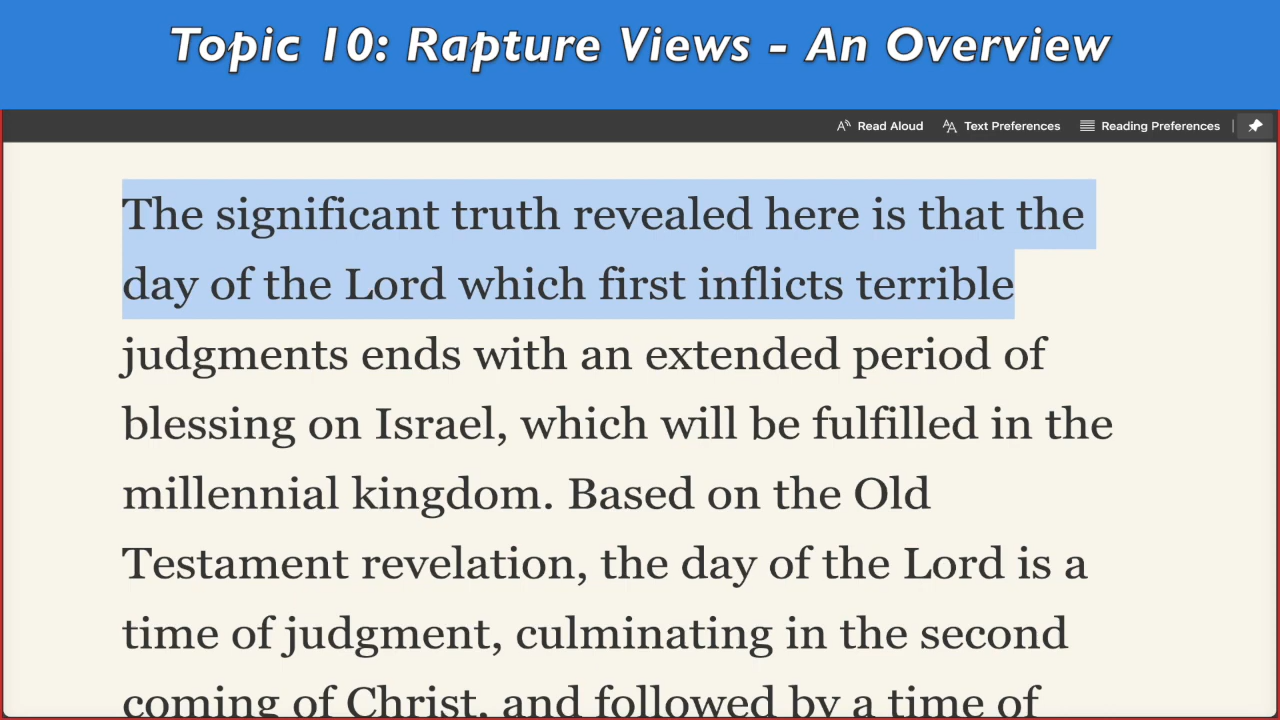 Topic 10: Rapture Views - An Overview
Read Aloud Text Preferences Reading Preferences
The significant truth revealed here is that the
day of the Lord which first inflicts terrible
judgments ends with an extended period of
blessing on Israel, which will be fulfilled in the
millennial kingdom. Based on the Old
Testament revelation, the day of the Lord is a
time of judgment, culminating in the second
coming of Christ, and followed by a time of